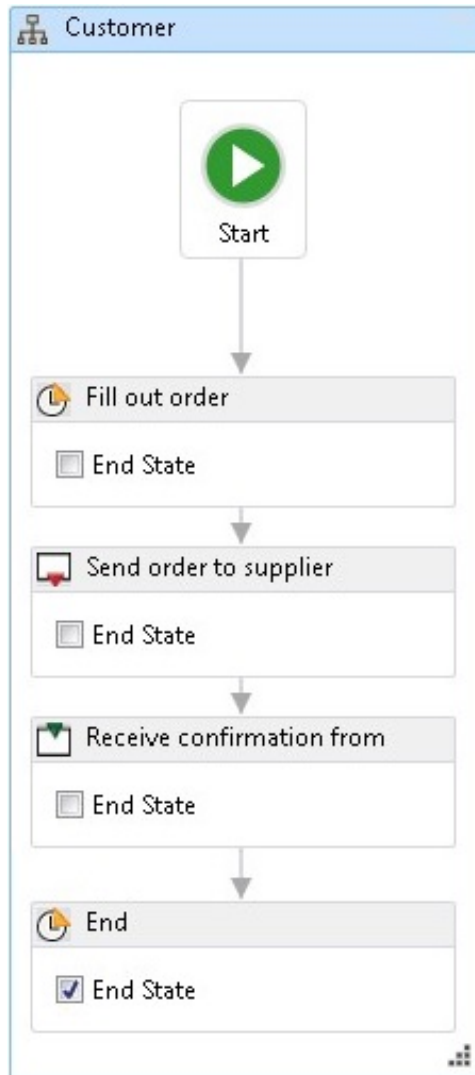 Customer
Start
Fill out order
End State
Send order to supplier
End State
Receive confirmation from
End State
End
End State